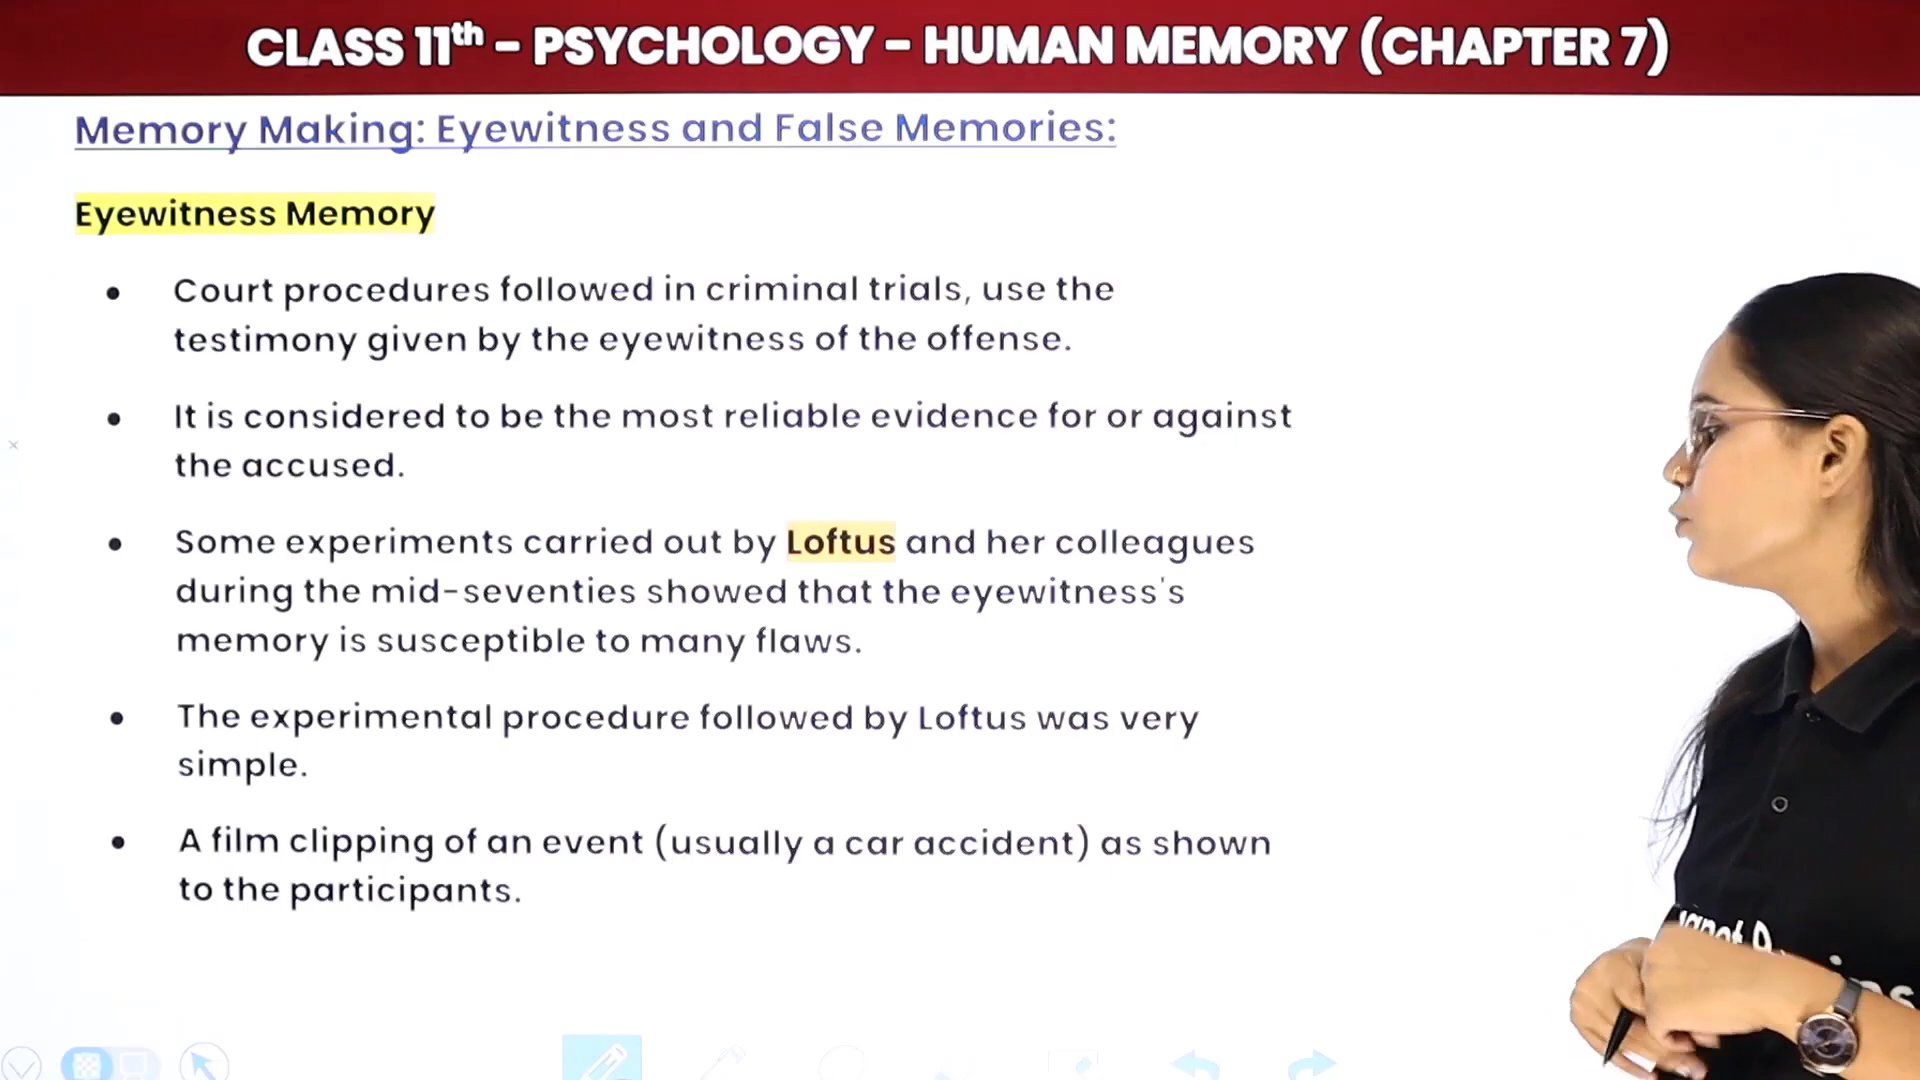 CLASS 11th – PSYCHOLOGY – HUMAN MEMORY (CHAPTER 7)
Memory Making: Eyewitness and False Memories:
Eyewitness Memory
• Court procedures followed in criminal trials, use the
testimony given by the eyewitness of the offense.
• It is considered to be the most reliable evidence for or against
the accused.
• Some experiments carried out by Loftus and her colleagues
during the mid-seventies showed that the eyewitness's
memory is susceptible to many flaws.
• The experimental procedure followed by Loftus was very
simple.
• A film clipping of an event (usually a car accident) as shown
to the participants.